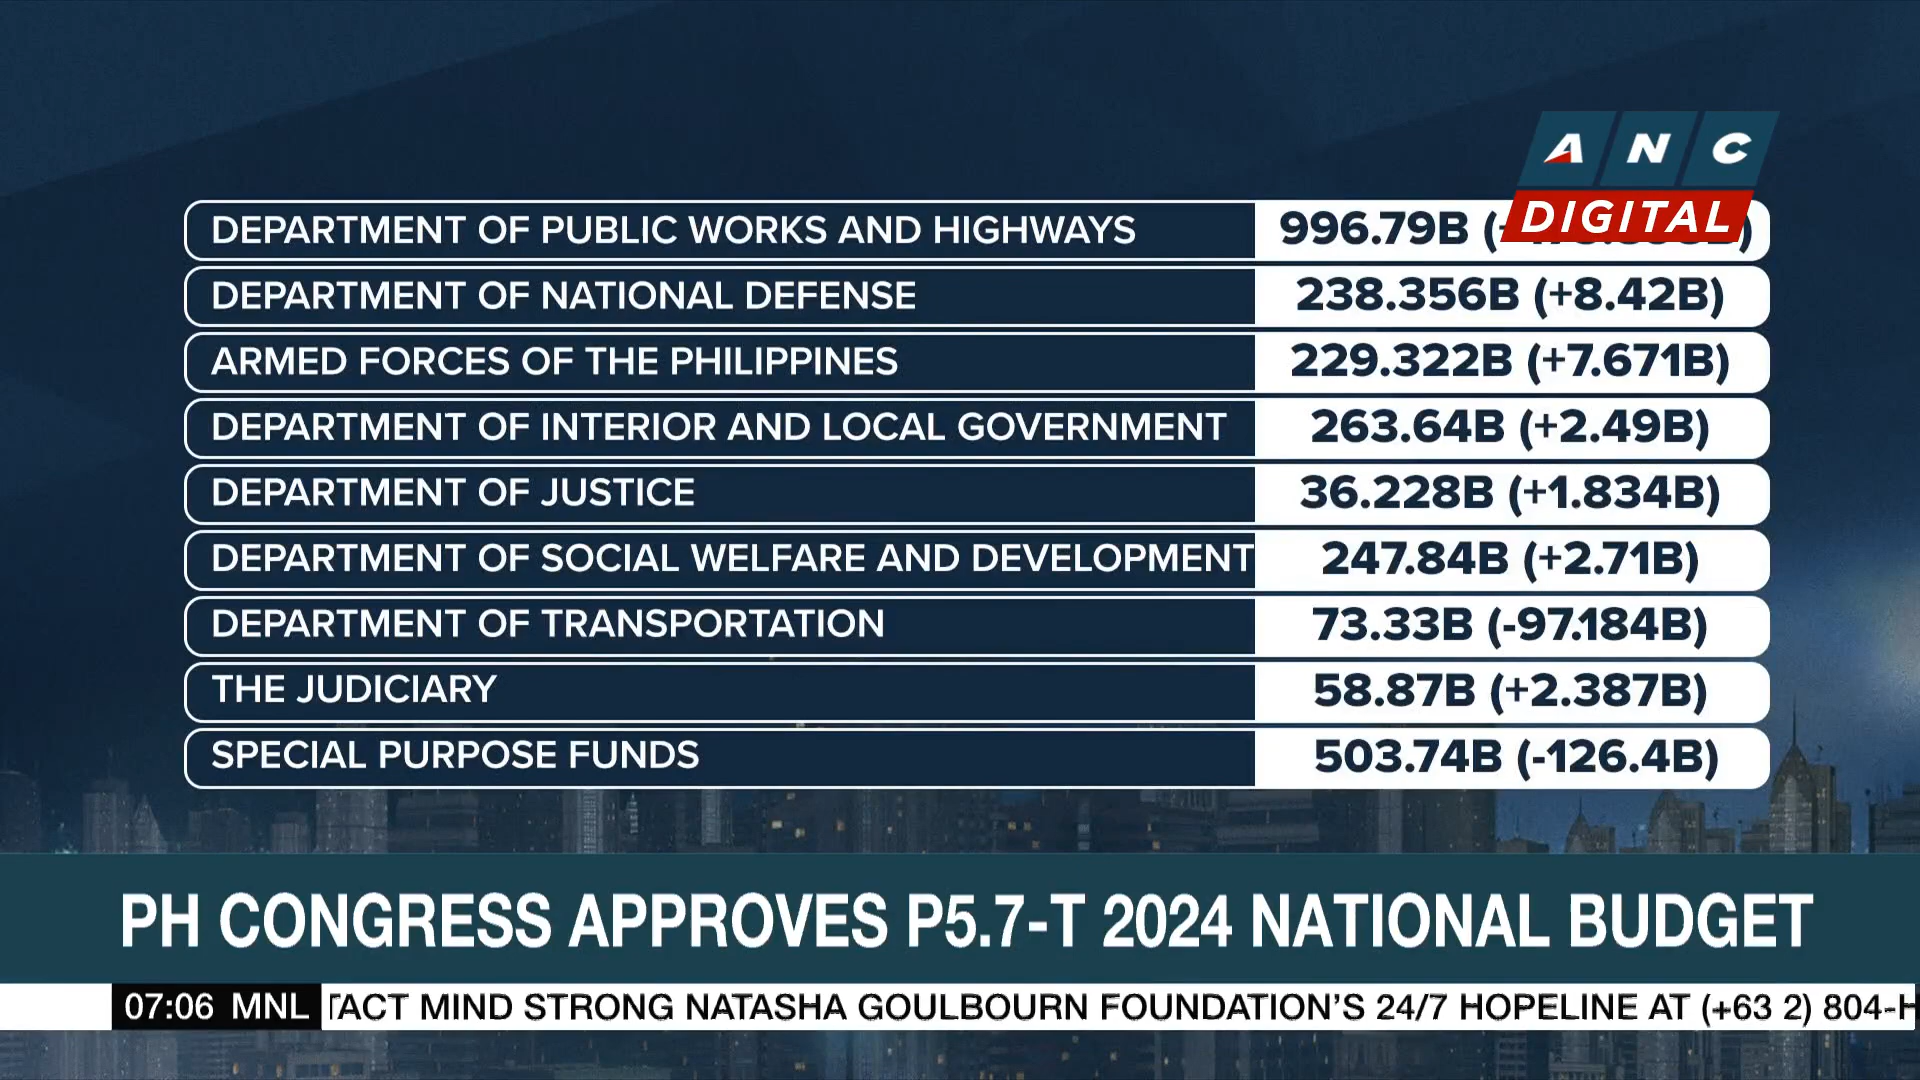 ANC
DIGITAL
DEPARTMENT OF PUBLIC WORKS AND HIGHWAYS 996.79B
DEPARTMENT OF NATIONAL DEFENSE 238.356B (+8.42B)
ARMED FORCES OF THE PHILIPPINES 229.322B (+7.671B)
DEPARTMENT OF INTERIOR AND LOCAL GOVERNMENT 263.64B (+2.49B)
DEPARTMENT OF JUSTICE 36.228B (+1.834B)
DEPARTMENT OF SOCIAL WELFARE AND DEVELOPMENT 247.84B (+2.71B)
DEPARTMENT OF TRANSPORTATION 73.33B (-97.184B)
THE JUDICIARY 58.87B (+2.387B)
SPECIAL PURPOSE FUNDS 503.74B (-126.4B)
PH CONGRESS APPROVES P5.7-T 2024 NATIONAL BUDGET
07:06 MNL TACT MIND STRONG NATASHA GOULBOURN FOUNDATION'S 24/7 HOPELINE AT (+63 2) 804-H